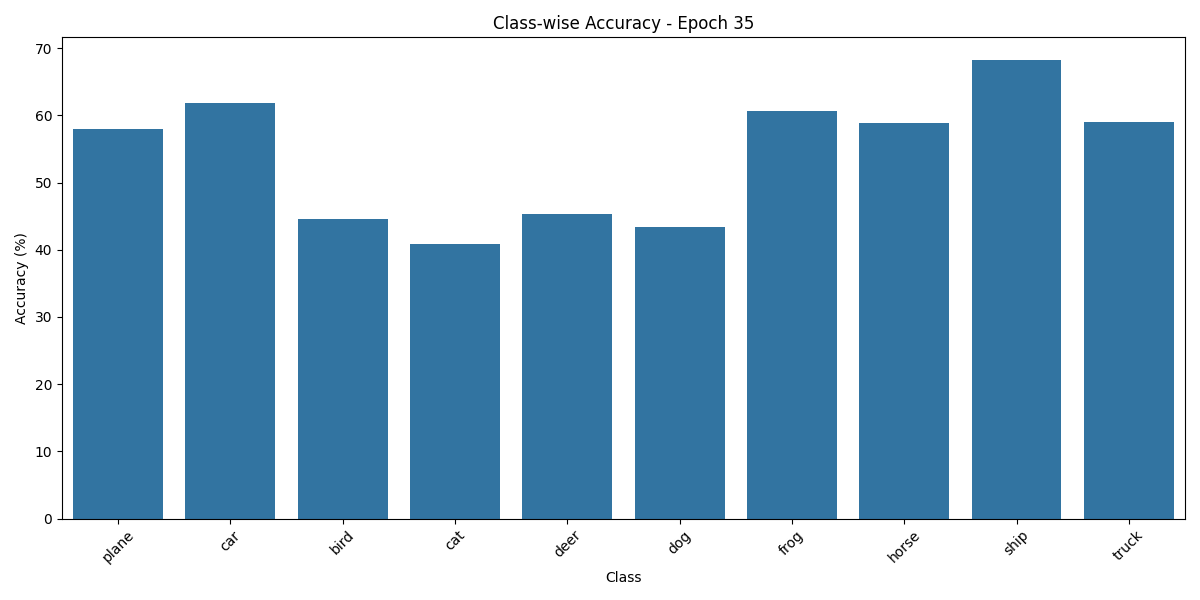 Class-wise Accuracy - Epoch 35
Accuracy (%)
70
60
50
40
30
20
10
0
plane
car
bird
cat
deer
dog
frog
horse
ship
truck
Class